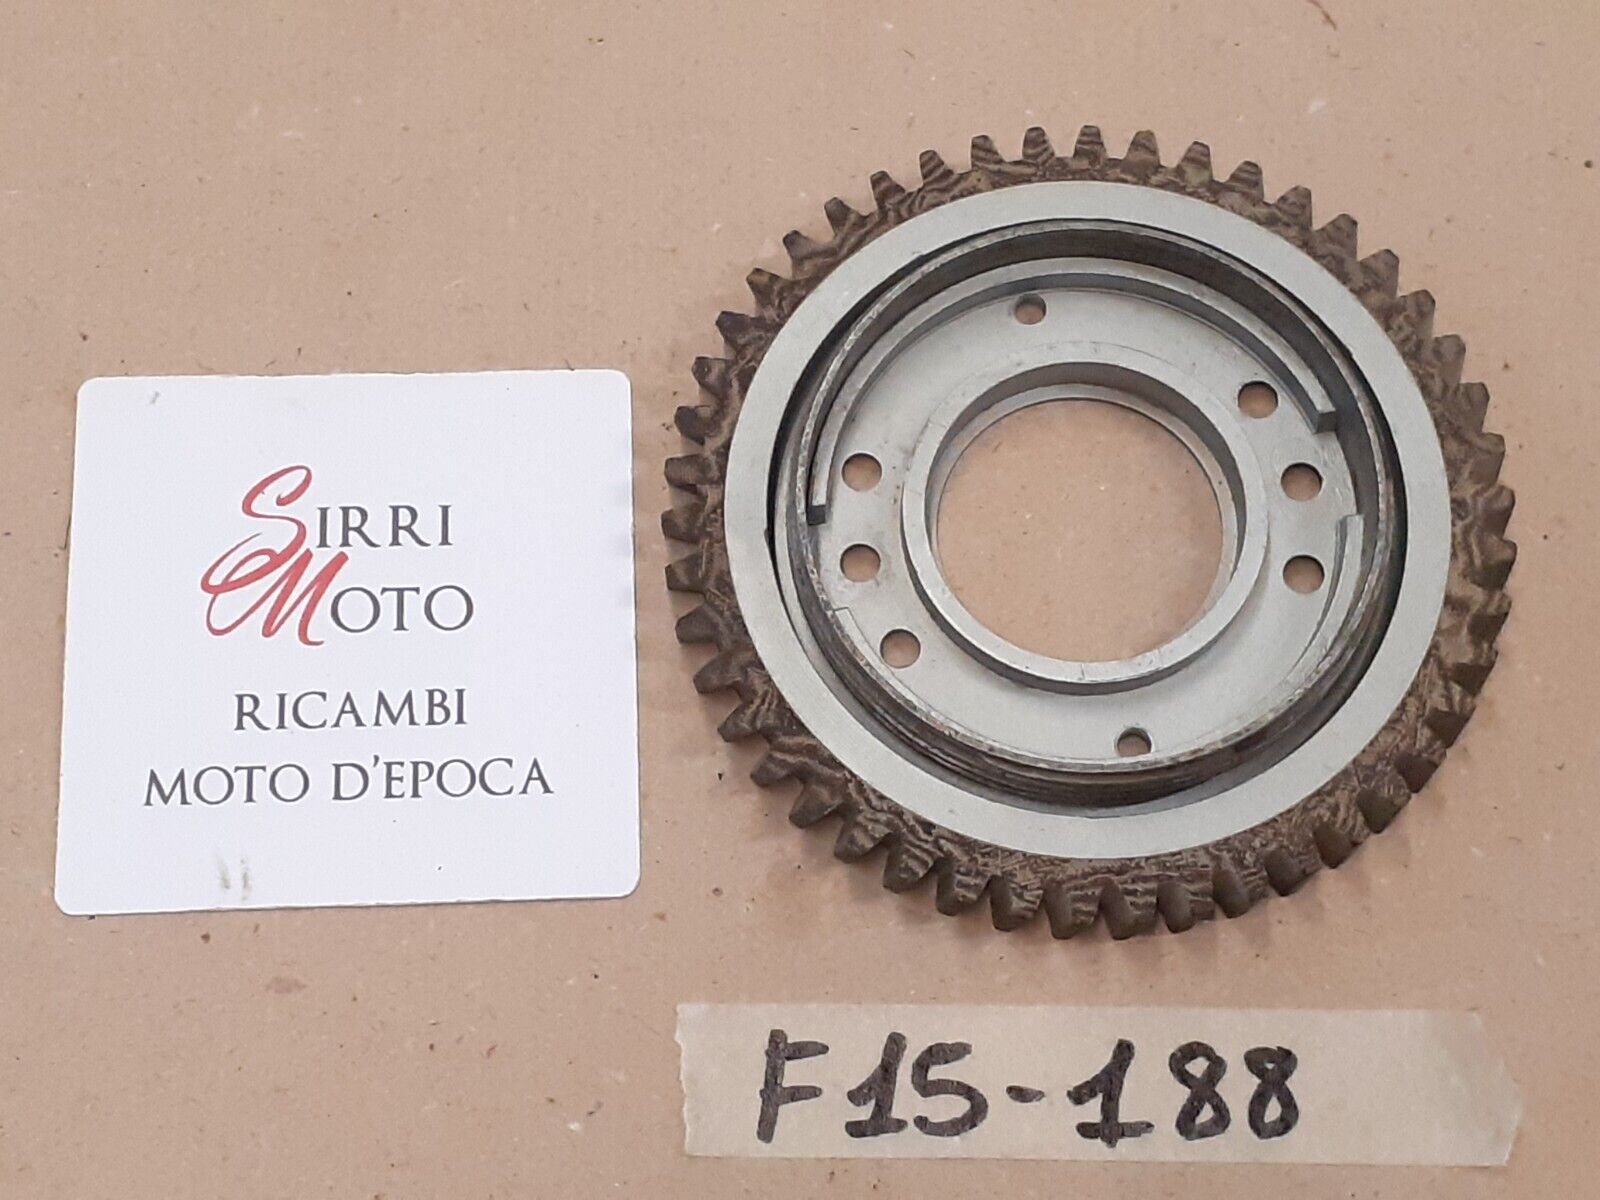 SIRRI
MOTO
RICAMBI
MOTO D'EPOCA
F15-188